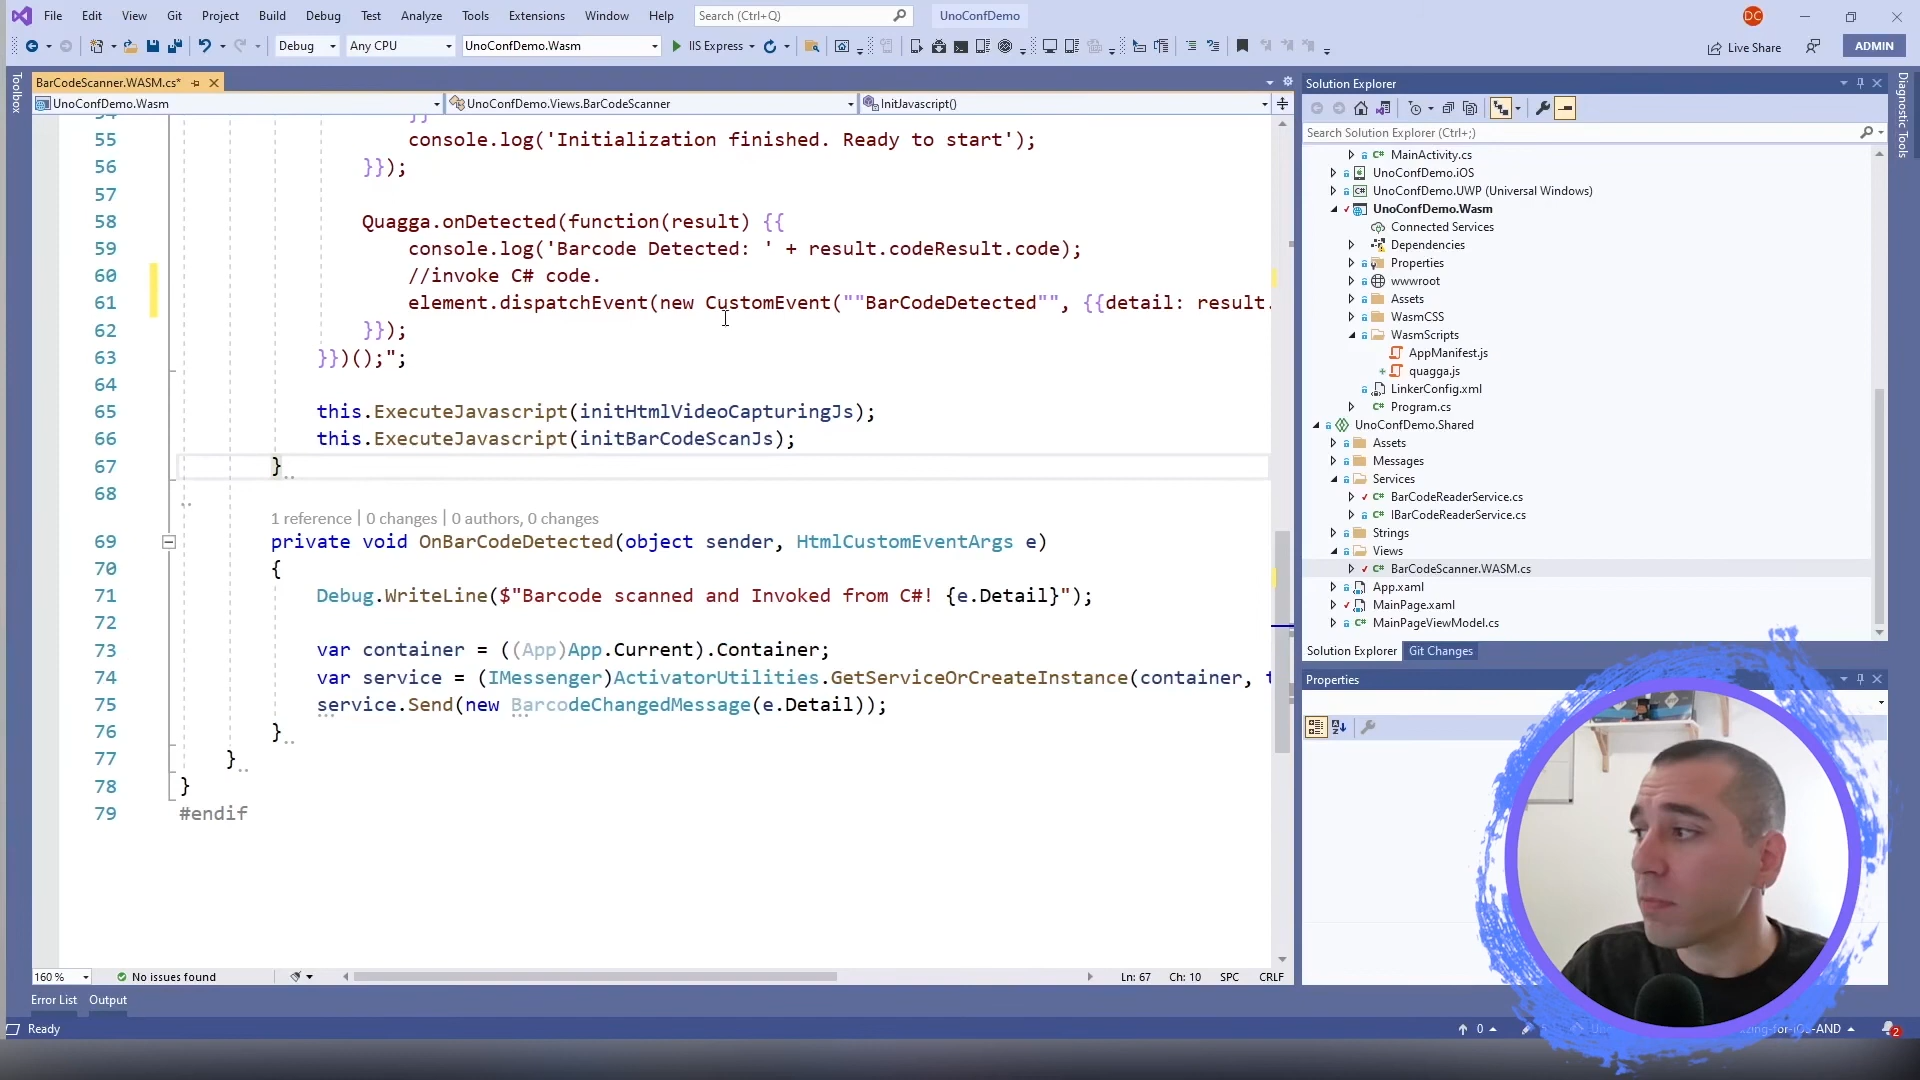 File Edit View Git Project Build Debug Test Analyze Tools Extensions Window Help Search (Ctrl+Q) UnoConfDemo DC
Debug Any CPU UnoConfDemo.Wasm IIS Express Live Share ADMIN
Toolbox
BarCodeScanner.WASM.cs*
UnoConfDemo.Wasm UnoConfDemo.Views.BarCodeScanner InitJavascript()
54 }}
55 console.log('Initialization finished. Ready to start');
56 }});
57
58 Quagga.onDetected(function(result) {{
59 console.log('Barcode Detected: ' + result.codeResult.code);
60 //invoke C# code.
61 element.dispatchEvent(new CustomEvent(""BarCodeDetected"", {{detail: result.
62 }});
63 }})();";
64
65 this.ExecuteJavascript(initHtmlVideoCapturingJs);
66 this.ExecuteJavascript(initBarCodeScanJs);
67 }
68
1 reference | 0 changes | 0 authors, 0 changes
69 private void OnBarCodeDetected(object sender, HtmlCustomEventArgs e)
70 {
71 Debug.WriteLine($"Barcode scanned and Invoked from C#! {e.Detail}");
72
73 var container = ((App)App.Current).Container;
74 var service = (IMessenger)ActivatorUtilities.GetServiceOrCreateInstance(container, t
75 service.Send(new BarcodeChangedMessage(e.Detail));
76 }
77 }
78 }
79 #endif
160 % No issues found Ln: 67 Ch: 10 SPC CRLF
Error List Output
Ready
Solution Explorer
Search Solution Explorer (Ctrl+;)
MainActivity.cs
UnoConfDemo.iOS
UnoConfDemo.UWP (Universal Windows)
UnoConfDemo.Wasm
Connected Services
Dependencies
Properties
wwwroot
Assets
WasmCSS
WasmScripts
AppManifest.js
quagga.js
LinkerConfig.xml
Program.cs
UnoConfDemo.Shared
Assets
Messages
Services
BarCodeReaderService.cs
IBarCodeReaderService.cs
Strings
Views
BarCodeScanner.WASM.cs
App.xaml
MainPage.xaml
MainPageViewModel.cs
Solution Explorer Git Changes
Properties
Diagnostic Tools
0
-for-iOS-AND
2